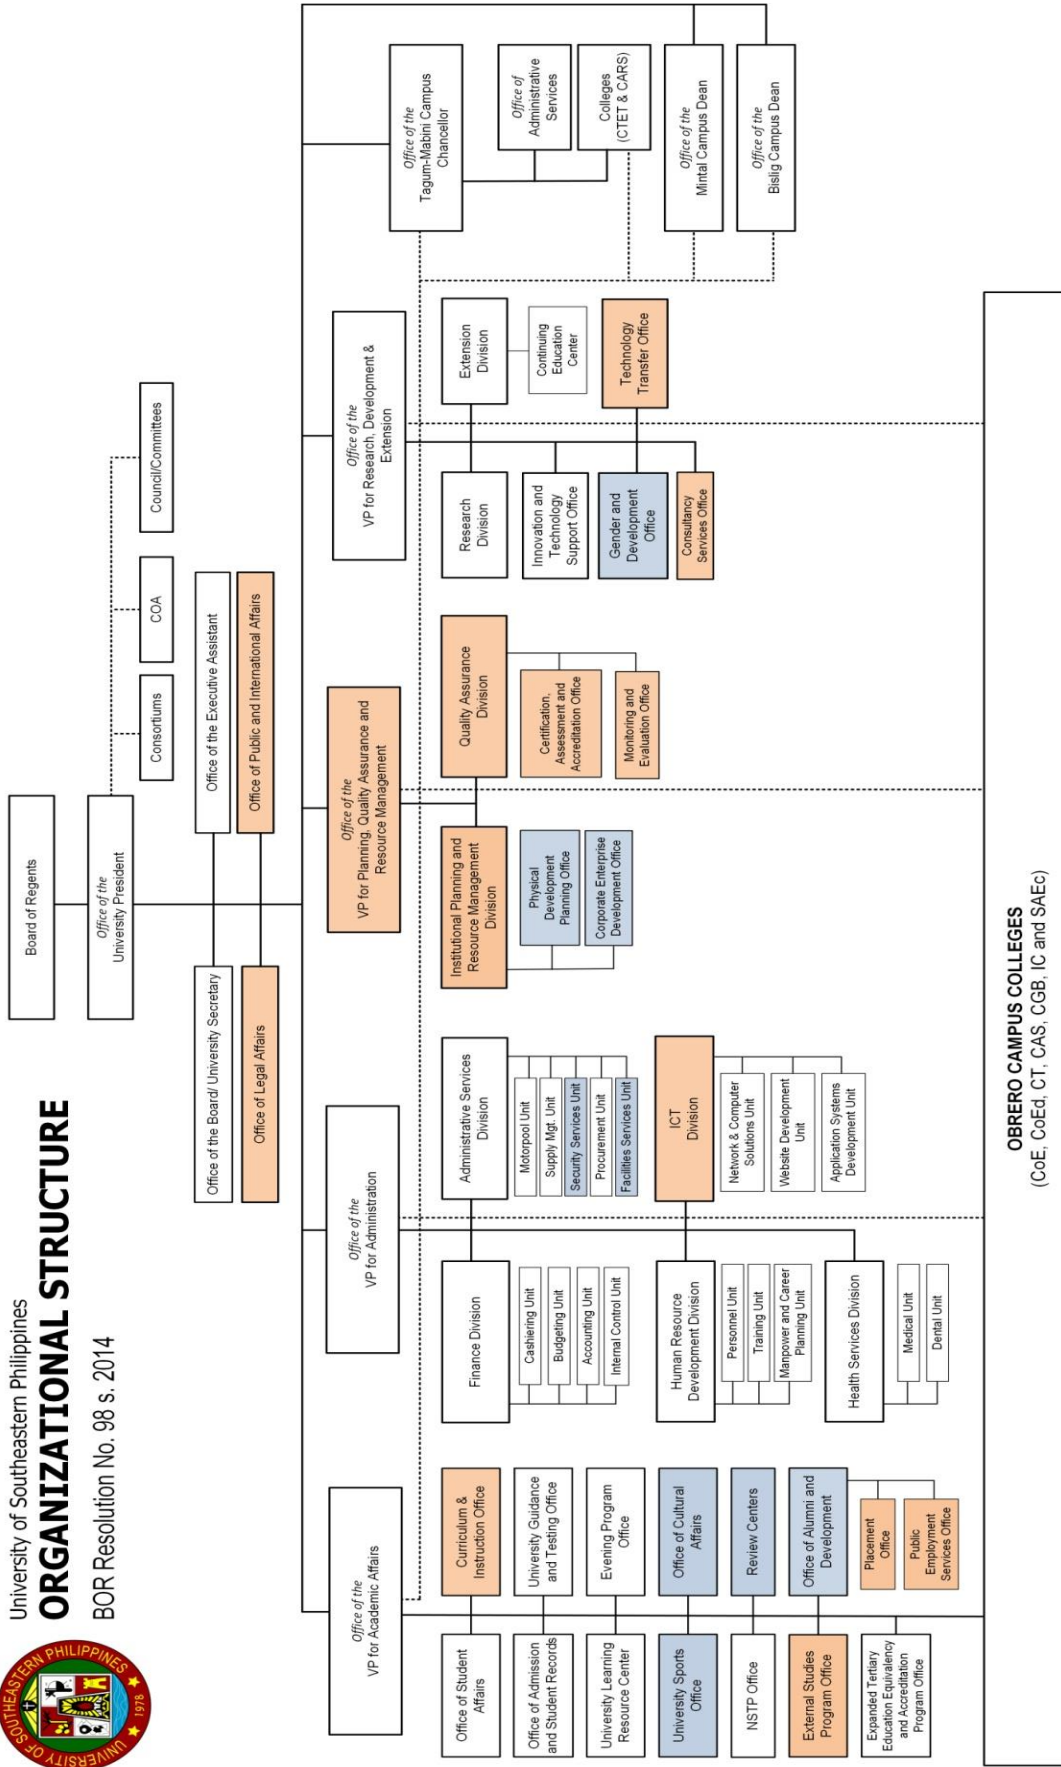 University of Southeastern Philippines
ORGANIZATIONAL STRUCTURE
BOR Resolution No. 98 s. 2014
UNIVERSITY OF SOUTHEASTERN PHILIPPINES
1978
Board of Regents
Office of the
University President
Consortiums
COA
Council/Committees
Office of the Board/ University Secretary
Office of the Executive Assistant
Office of Legal Affairs
Office of Public and International Affairs
Office of the
VP for Academic Affairs
Office of the
VP for Administration
Office of the
VP for Planning, Quality Assurance and
Resource Management
Office of the
VP for Research, Development &
Extension
Office of the
Tagum-Mabini Campus
Chancellor
Office of Student
Affairs
Curriculum &
Instruction Office
Office of Admission
and Student Records
University Guidance
and Testing Office
University Learning
Resource Center
Evening Program
Office
University Sports
Office
Office of Cultural
Affairs
NSTP Office
Review Centers
External Studies
Program Office
Office of Alumni and
Development
Placement
Office
Public
Employment
Services Office
Expanded Tertiary
Education Equivalency
and Accreditation
Program Office
Finance Division
Cashiering Unit
Budgeting Unit
Accounting Unit
Internal Control Unit
Administrative Services
Division
Motorpool Unit
Supply Mgt. Unit
Security Services Unit
Procurement Unit
Facilities Services Unit
Human Resource
Development Division
Personnel Unit
Training Unit
Manpower and Career
Planning Unit
ICT
Division
Network & Computer
Solutions Unit
Website Development
Unit
Application Systems
Development Unit
Health Services Division
Medical Unit
Dental Unit
Institutional Planning and
Resource Management
Division
Physical
Development
Planning Office
Corporate Enterprise
Development Office
Quality Assurance
Division
Certification,
Assessment and
Accreditation Office
Monitoring and
Evaluation Office
Research
Division
Extension
Division
Continuing
Education
Center
Innovation and
Technology
Support Office
Gender and
Development
Office
Technology
Transfer Office
Consultancy
Services Office
Office of
Administrative
Services
Colleges
(CTET & CARS)
Office of the
Mintal Campus Dean
Office of the
Bislig Campus Dean
OBRERO CAMPUS COLLEGES
(CoE, CoEd, CT, CAS, CGB, IC and SAEc)